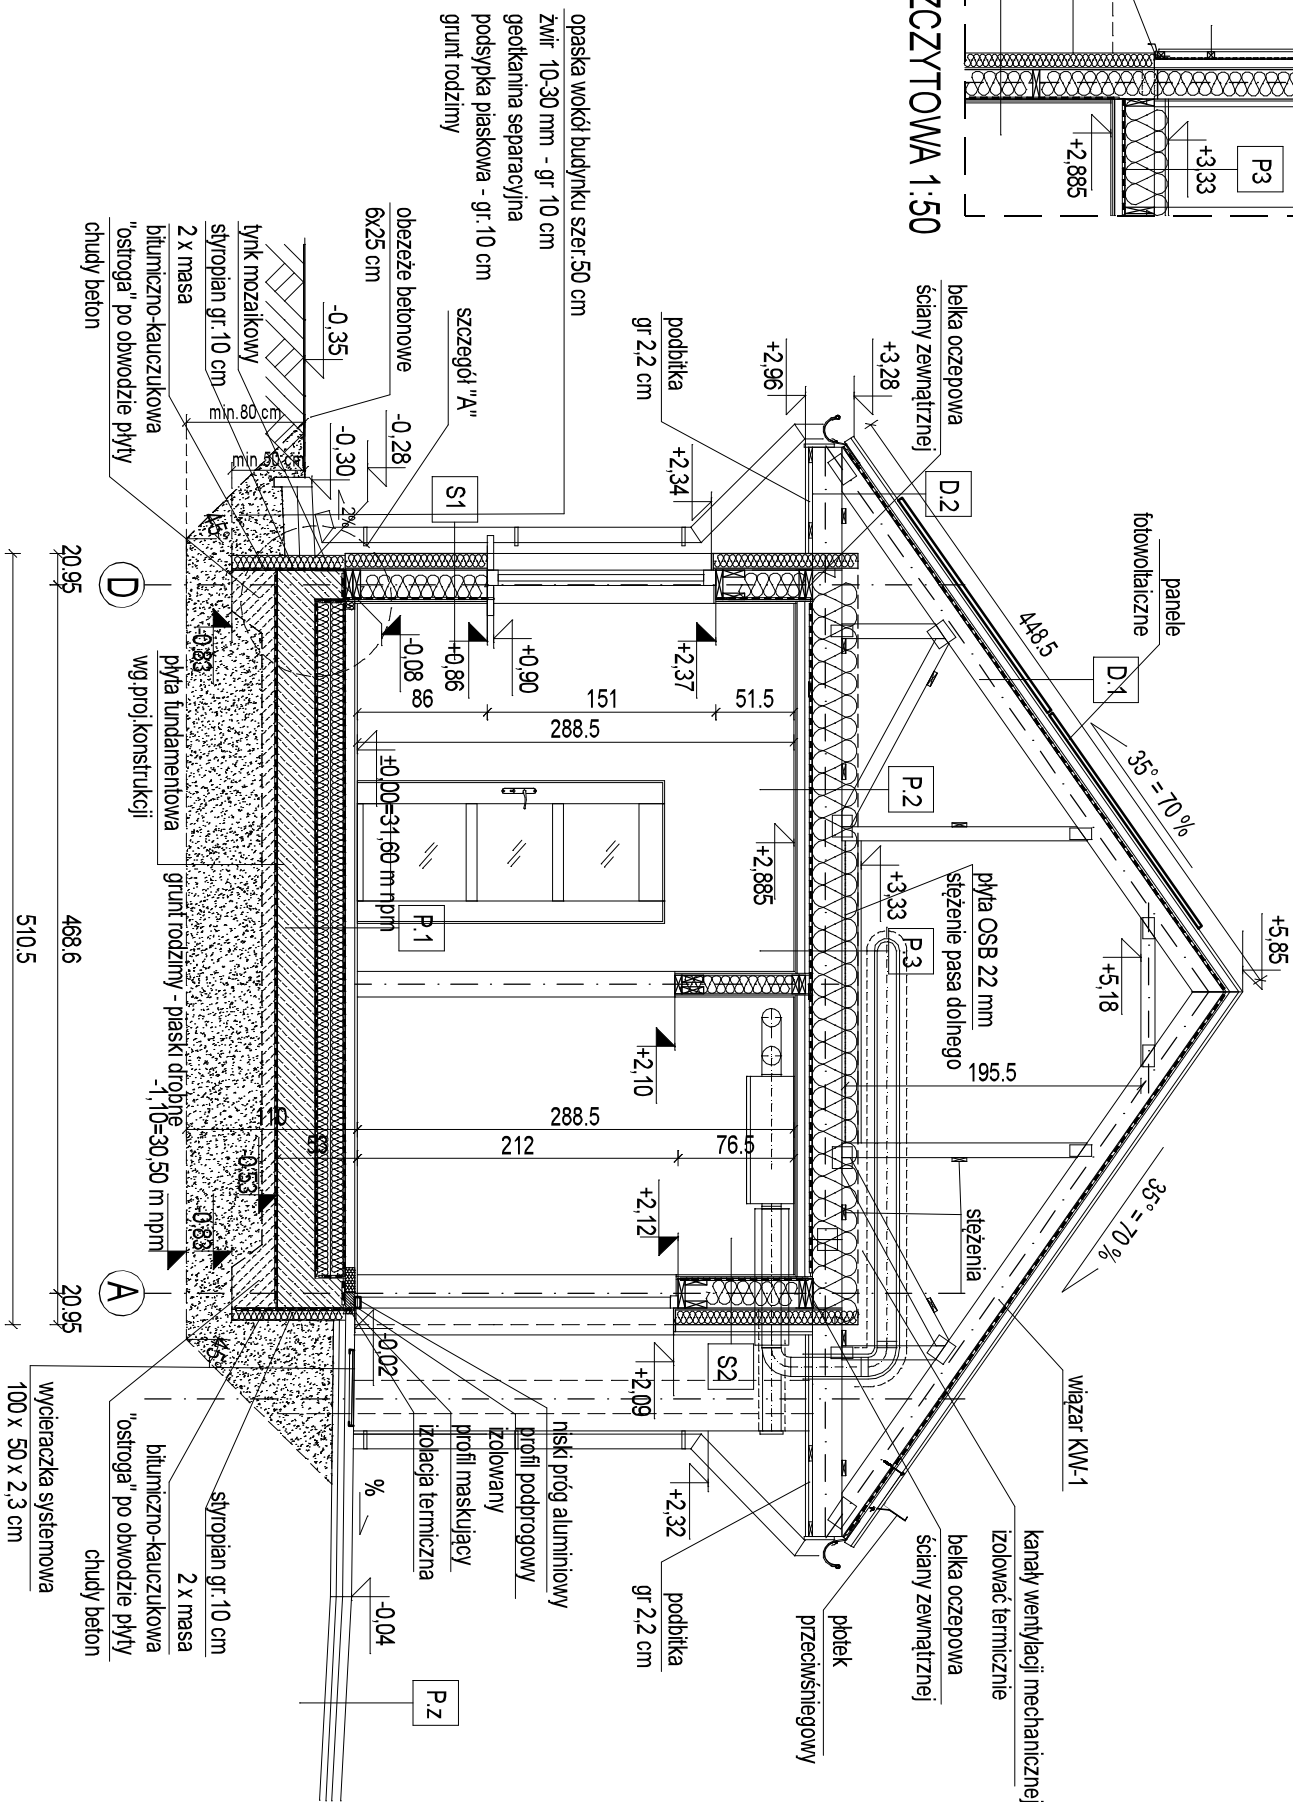 ZCZYTOWA 1:50
P3
+3,33
+2,885
+5,85
+5,18
195.5
35° = 70%
35° = 70 %
448.5
panele
fotowoltaiczne
D.1
D.2
belka oczepowa
ściany zewnątrznej
+3,28
+2,96
podbitka
gr 2,2 cm
+2,34
płyta OSB 22 mm
stężenie pasa dolnego
+3,33
P.3
P.2
+2,885
stężenia
wiązar KW-1
kanały wentylacji mechanicznej
izolować termicznie
belka oczepowa
ściany zewnątrznej
płotek
przeciwśniegowy
podbitka
gr 2,2 cm
+2,32
+2,09
S2
+2,12
+2,10
+2,37
+0,90
+0,86
-0,08
51.5
151
86
288.5
288.5
76.5
212
53
110
±0,00=31,60 m npm
P.1
S1
szczegół "A"
opaska wokół budynku szer.50 cm
żwir 10-30 mm - gr 10 cm
geotkanina separacyjna
podsypka piaskowa - gr.10 cm
grunt rodzimy
obezeże betonowe
6x25 cm
-0,28
-0,30
-0,35
2%
min.80 cm
min 50 cm
45°
tynk mozaikowy
styropian gr.10 cm
2 x masa
bitumiczno-kauczukowa
"ostroga" po obwodzie płyty
chudy beton
-0,83
płyta fundamentowa
wg.proj.konstrukcji
grunt rodzimy - piaski drobne
-1,10=30,50 m npm
-0,53
-0,83
45°
-0,02
niski próg aluminiowy
profil podprogowy
izolowany
profil maskujący
izolacja termiczna
%
-0,04
P.z
styropian gr.10 cm
2 x masa
bitumiczno-kauczukowa
"ostroga" po obwodzie płyty
chudy beton
wycieraczka systemowa
100 x 50 x 2,3 cm
D
A
20.95
468.6
20.95
510.5